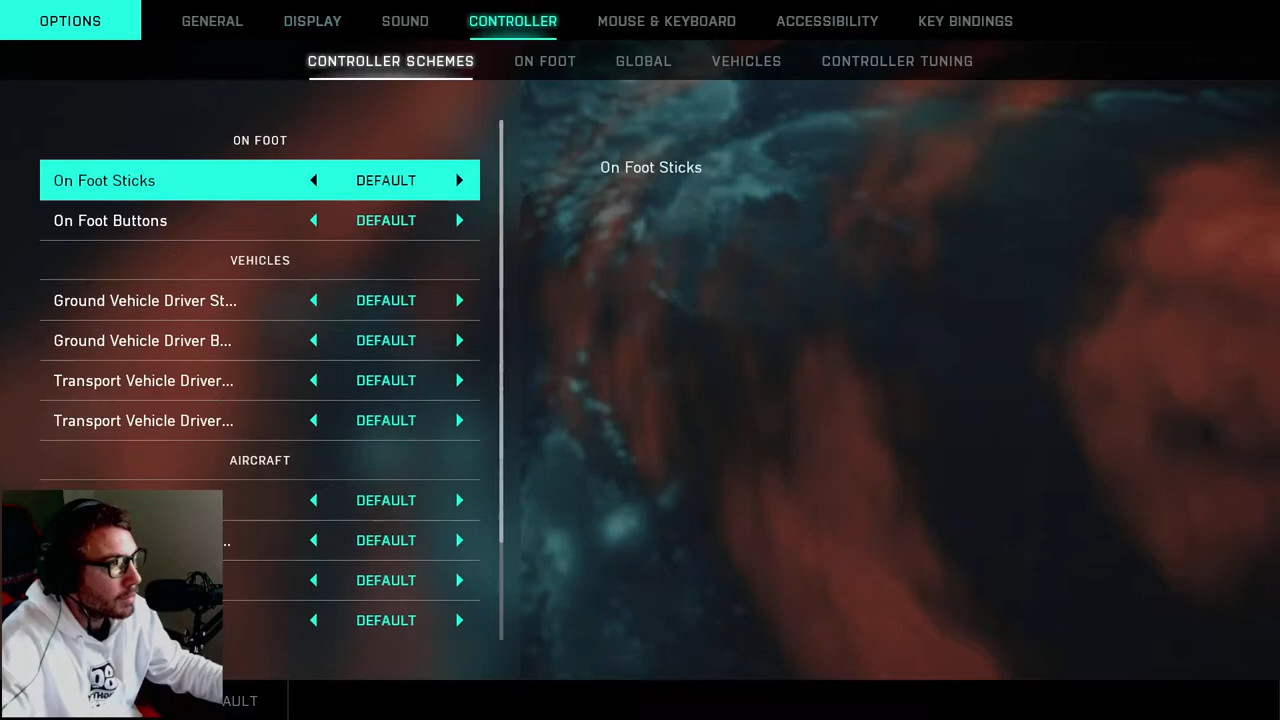 OPTIONS
GENERAL DISPLAY SOUND CONTROLLER MOUSE & KEYBOARD ACCESSIBILITY KEY BINDINGS
CONTROLLER SCHEMES ON FOOT GLOBAL VEHICLES CONTROLLER TUNING
ON FOOT
On Foot Sticks DEFAULT
On Foot Sticks
On Foot Buttons DEFAULT
VEHICLES
Ground Vehicle Driver St... DEFAULT
Ground Vehicle Driver B... DEFAULT
Transport Vehicle Driver... DEFAULT
Transport Vehicle Driver... DEFAULT
AIRCRAFT
DEFAULT
.. DEFAULT
DEFAULT
DEFAULT
AULT